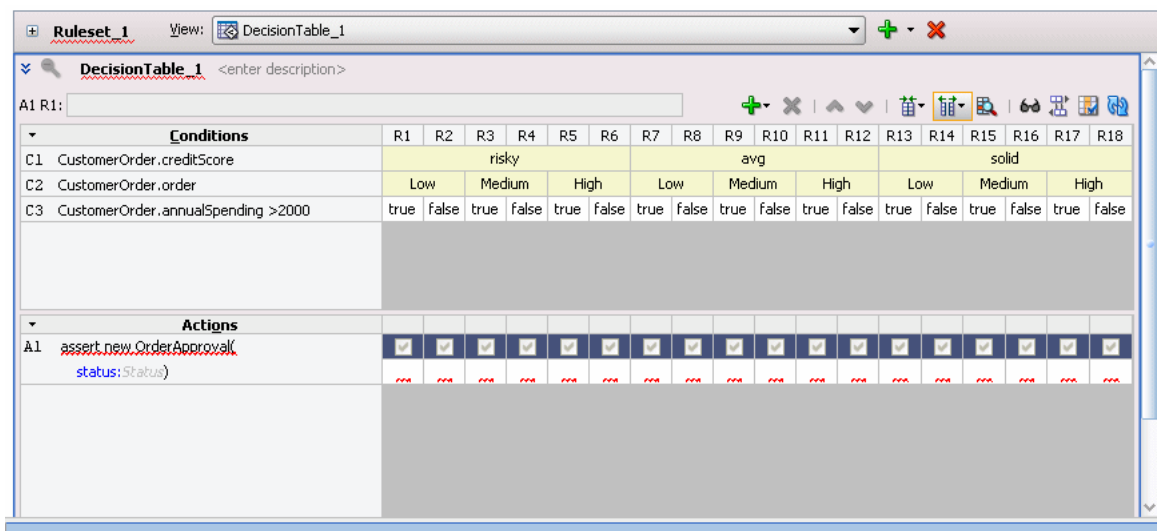 Ruleset_1 View: DecisionTable_1
DecisionTable_1 <enter description>
A1 R1:
Conditions R1 R2 R3 R4 R5 R6 R7 R8 R9 R10 R11 R12 R13 R14 R15 R16 R17 R18
C1 CustomerOrder.creditScore risky avg solid
C2 CustomerOrder.order Low Medium High Low Medium High Low Medium High
C3 CustomerOrder.annualSpending >2000 true false true false true false true false true false true false true false true false true false
Actions
A1 assert new OrderApproval(
status:Status)